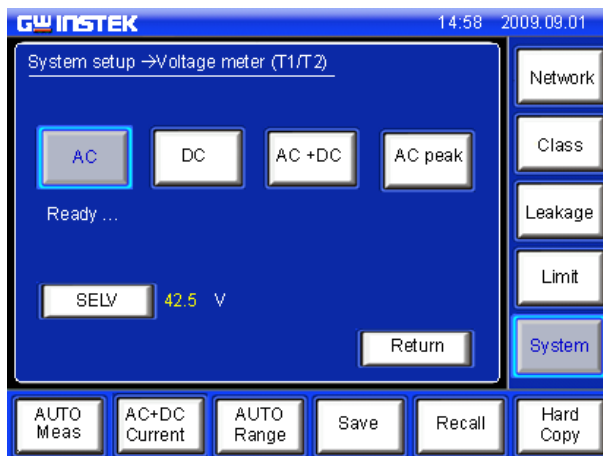 GW INSTEK
14:58 2009.09.01
System setup →Voltage meter (T1/T2)
AC
DC
AC +DC
AC peak
Ready ...
SELV 42.5 V
Return
Network
Class
Leakage
Limit
System
AUTO
Meas
AC+DC
Current
AUTO
Range
Save
Recall
Hard
Copy